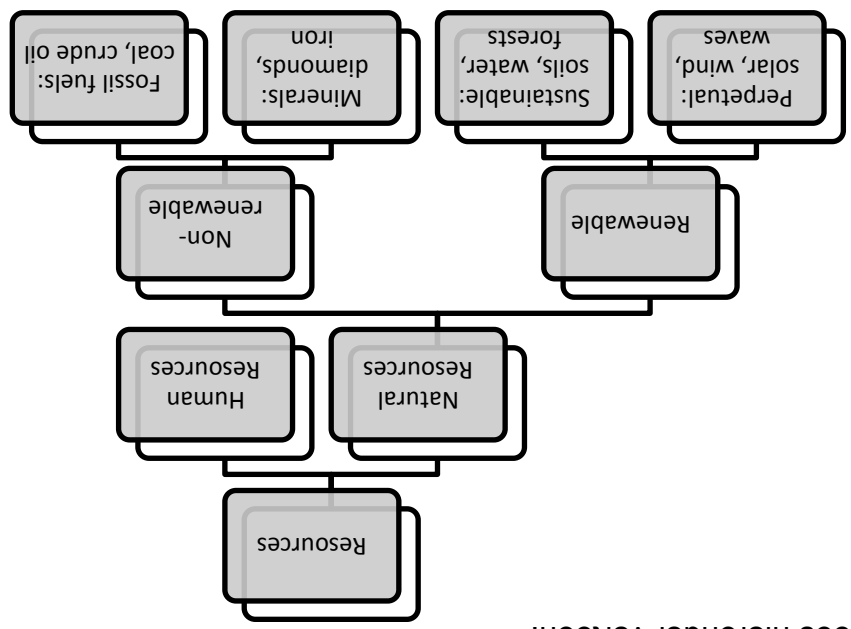 Resources
Natural
Resources
Human
Resources
Renewable
Non-
renewable
Perpetual:
solar, wind,
waves
Sustainable:
soils, water,
forests
Minerals:
diamonds,
iron
Fossil fuels:
coal, crude oil